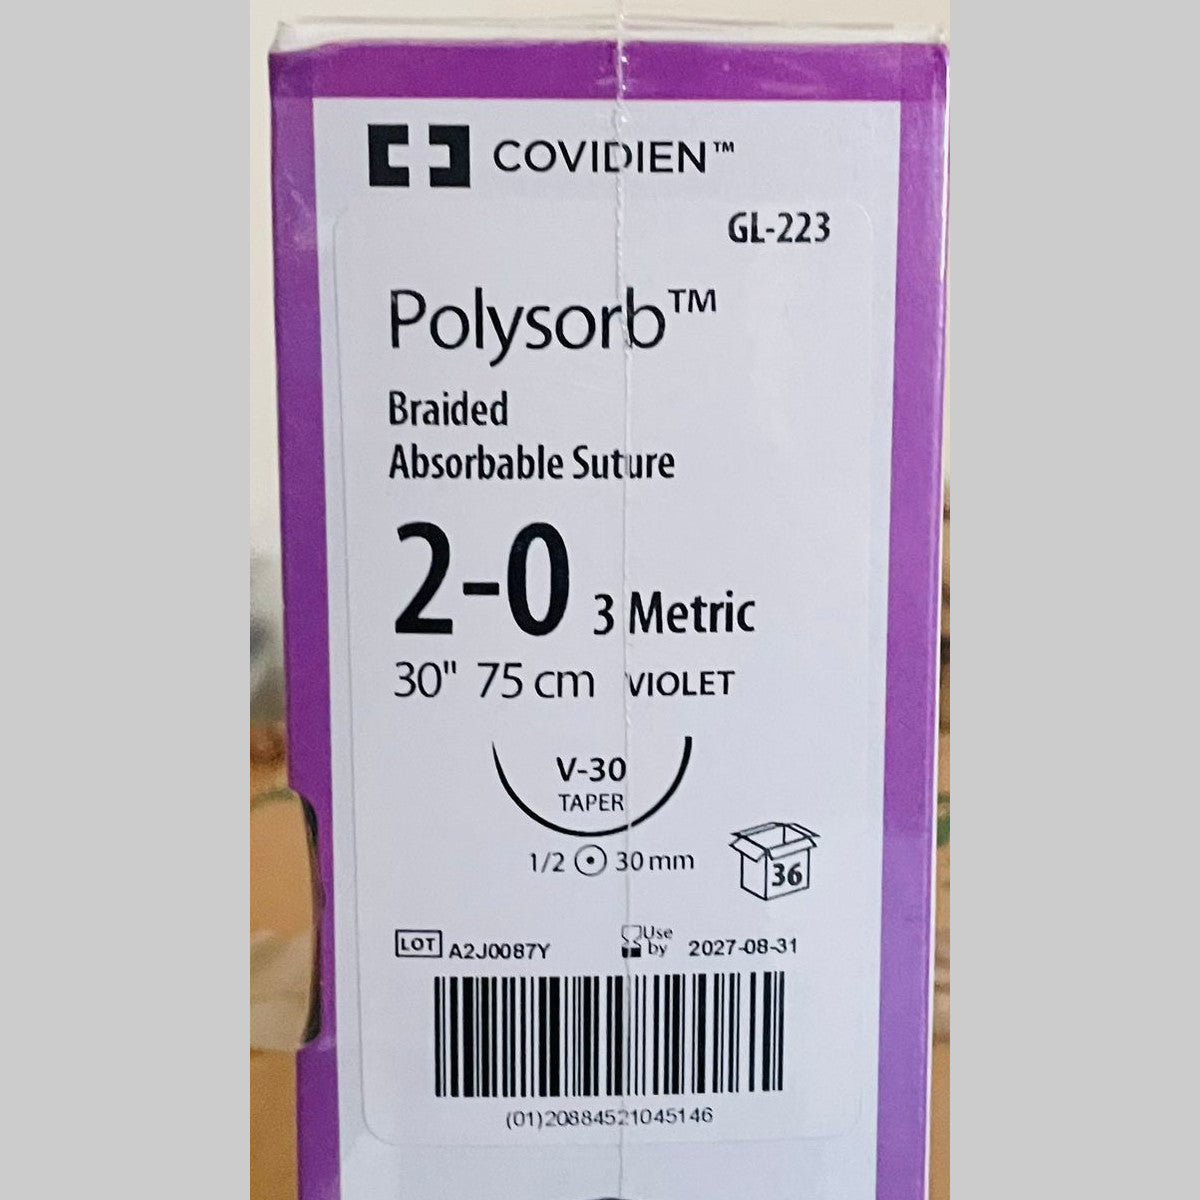 COVIDIEN™
GL-223
Polysorb™
Braided
Absorbable Suture
2-0 3 Metric
30" 75 cm VIOLET
V-30
TAPER
1/2 30 mm
36
LOT A2J0087Y Use by 2027-08-31
(01)20884521045146